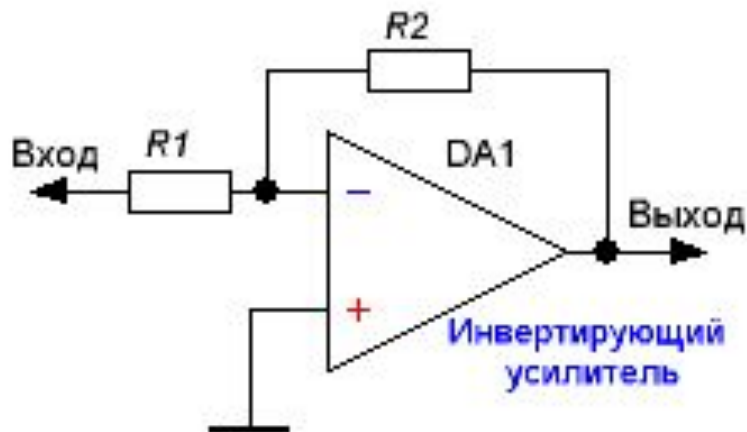 R2
Вход
R1
DA1
−
Выход
+
Инвертирующий
усилитель